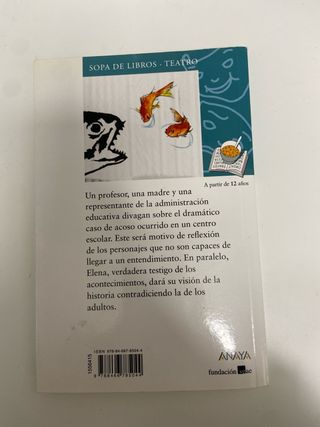 SOPA DE LIBROS · TEATRO
A partir de 12 años
Un profesor, una madre y una
representante de la administración
educativa divagan sobre el dramático
caso de acoso ocurrido en un centro
escolar. Este será motivo de reflexión
de los personajes que no son capaces de
llegar a un entendimiento. En paralelo,
Elena, verdadera testigo de los
acontecimientos, dará su visión de la
historia contradiciendo la de los
adultos.
1556415
ANAYA
fundación